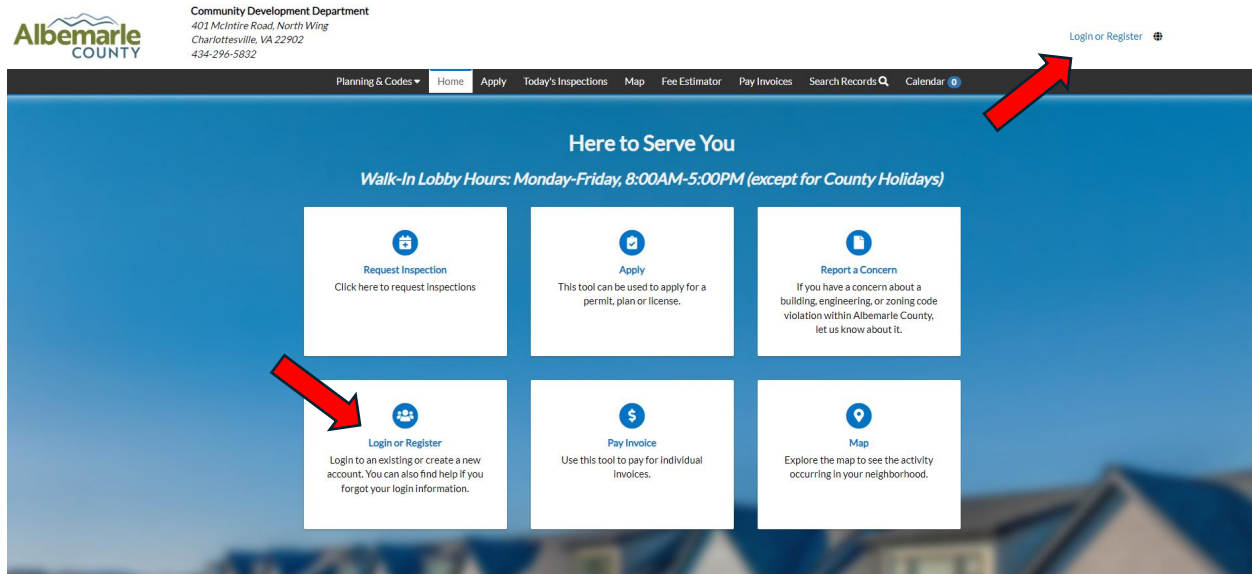 Albemarle
COUNTY
Community Development Department
401 McIntire Road, North Wing
Charlottesville, VA 22902
434-296-5832
Login or Register
Planning & Codes Home Apply Today's Inspections Map Fee Estimator Pay Invoices Search Records Calendar 0
Here to Serve You
Walk-In Lobby Hours: Monday-Friday, 8:00AM-5:00PM (except for County Holidays)
Request Inspection
Click here to request inspections
Apply
This tool can be used to apply for a
permit, plan or license.
Report a Concern
If you have a concern about a
building, engineering, or zoning code
violation within Albemarle County,
let us know about it.
Login or Register
Login to an existing or create a new
account. You can also find help if you
forgot your login information.
Pay Invoice
Use this tool to pay for individual
invoices.
Map
Explore the map to see the activity
occurring in your neighborhood.